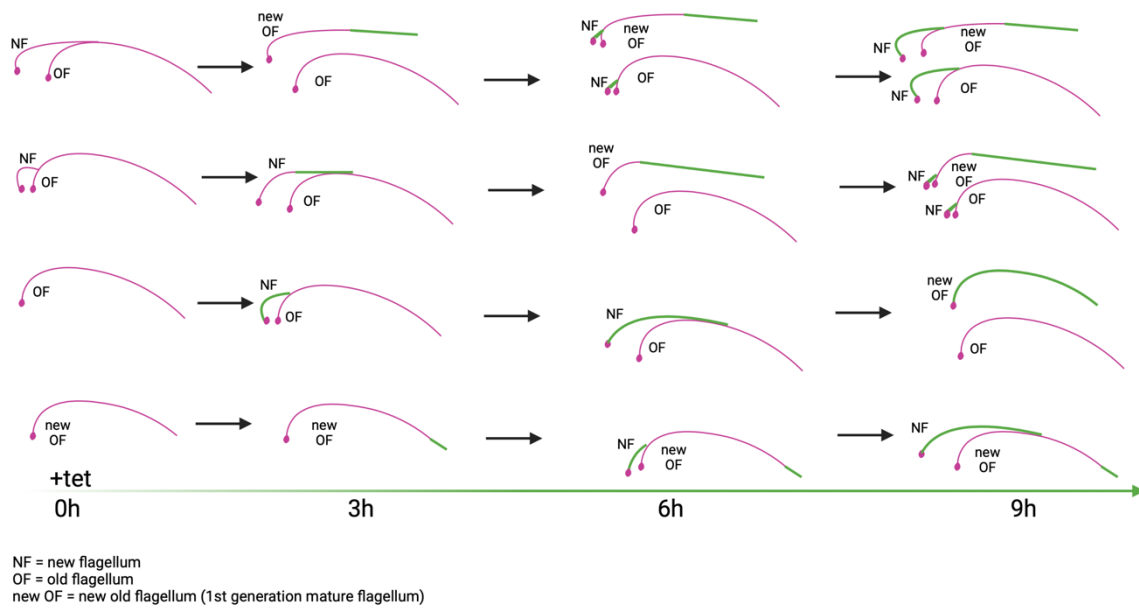 NF
OF
new
OF
OF
NF
new
OF
NF
OF
NF
new
OF
NF
OF
NF
OF
NF
OF
new
OF
OF
NF
new
OF
NF
OF
OF
NF
OF
NF
OF
new
OF
OF
new
OF
new
OF
NF
new
OF
NF
new
OF
+tet
0h
3h
6h
9h
NF = new flagellum
OF = old flagellum
new OF = new old flagellum (1st generation mature flagellum)